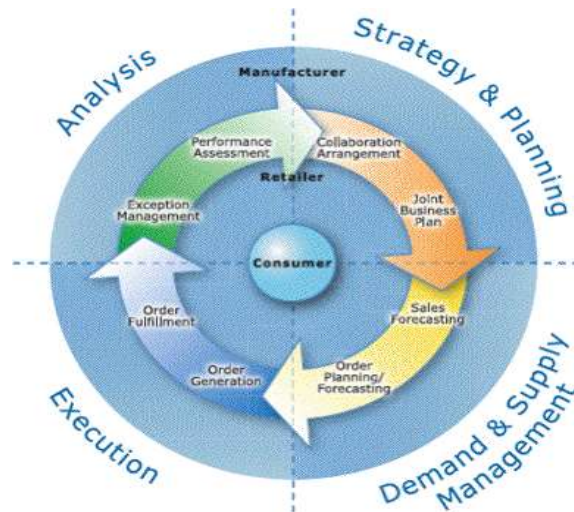 Analysis
Strategy & Planning
Manufacturer
Performance
Assessment
Collaboration
Arrangement
Retailer
Exception
Management
Joint
Business
Plan
Consumer
Order
Fulfillment
Sales
Forecasting
Order
Generation
Order
Planning/
Forecasting
Execution
Demand & Supply
Management